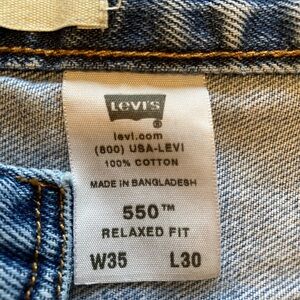 LEVI'S
®
levi.com
(800) USA-LEVI
100% COTTON
MADE IN BANGLADESH
550™
RELAXED FIT
W35 L30